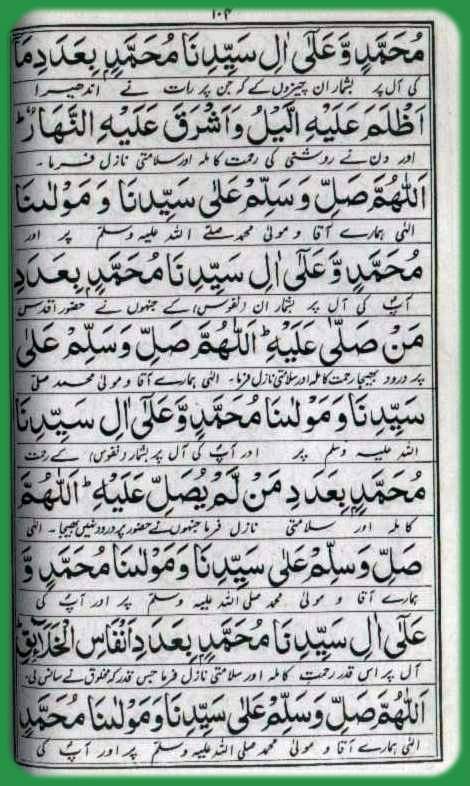 ١٠٤
مُحَمَّدٍ وَّعَلٰٓى اٰلِ سَيِّدِنَا مُحَمَّدٍ بِعَدَدِ مَا
کی آل پر بشمار ان چیزوں کے کہ جن پر رات نے اندھیرا
اَظْلَمَ عَلَيْهِ الَّيْلُ وَاَشْرَقَ عَلَيْهِ النَّهَارُ ط
اور دن نے روشنی کی رحمت کاملہ اور سلامتی نازل فرما۔
اَللّٰهُمَّ صَلِّ وَسَلِّمْ عَلٰى سَيِّدِنَا وَ مَوْلٰىنَا
الٰہی ہمارے آقا و مولیٰ محمد صلے اللہ علیہ وسلم پر اور
مُحَمَّدٍ وَّعَلٰٓى اٰلِ سَيِّدِنَا مُحَمَّدٍ بِعَدَدِ
آپ کی آل پر بشمار ان (نفوس) کے جنہوں نے حضور اقدس
مَنْ صَلّٰى عَلَيْهِ ط اَللّٰهُمَّ صَلِّ وَسَلِّمْ عَلٰى
پر درود بھیجا رحمت کاملہ اور سلامتی نازل فرما۔ الٰہی ہمارے آقا و مولیٰ محمد صلی
سَيِّدِنَا وَ مَوْلٰىنَا مُحَمَّدٍ وَّعَلٰٓى اٰلِ سَيِّدِنَا
اللہ علیہ وسلم پر اور آپ کی آل پر بشمار (نفوس) کے رحمت
مُحَمَّدٍ بِعَدَدِ مَنْ لَّمْ يُصَلِّ عَلَيْهِ ط اَللّٰهُمَّ
کاملہ اور سلامتی نازل فرما جنہوں نے حضور پر درود نہیں بھیجا۔ الٰہی
صَلِّ وَسَلِّمْ عَلٰى سَيِّدِنَا وَمَوْلٰىنَا مُحَمَّدٍ وَّ
ہمارے آقا و مولیٰ محمد صلی اللہ علیہ وسلم پر اور آپ کی
عَلٰٓى اٰلِ سَيِّدِنَا مُحَمَّدٍ بِعَدَدِ اَنْفَاسِ الْخَلَآئِقِ ط
آل پر اس قدر رحمت کاملہ اور سلامتی نازل فرما جس قدر کہ مخلوق نے سانس لی۔
اَللّٰهُمَّ صَلِّ وَسَلِّمْ عَلٰى سَيِّدِنَا وَمَوْلٰىنَا مُحَمَّدٍ
الٰہی ہمارے آقا و مولیٰ محمد صلی اللہ علیہ وسلم پر اور آپ کی